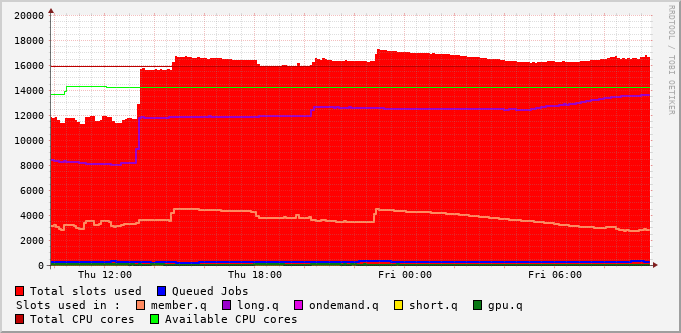 20000
18000
16000
14000
12000
10000
8000
6000
4000
2000
0
Thu 12:00 Thu 18:00 Fri 00:00 Fri 06:00
Total slots used Queued Jobs
Slots used in : member.q long.q ondemand.q short.q gpu.q
Total CPU cores Available CPU cores
RRDTOOL / TOBI OETIKER